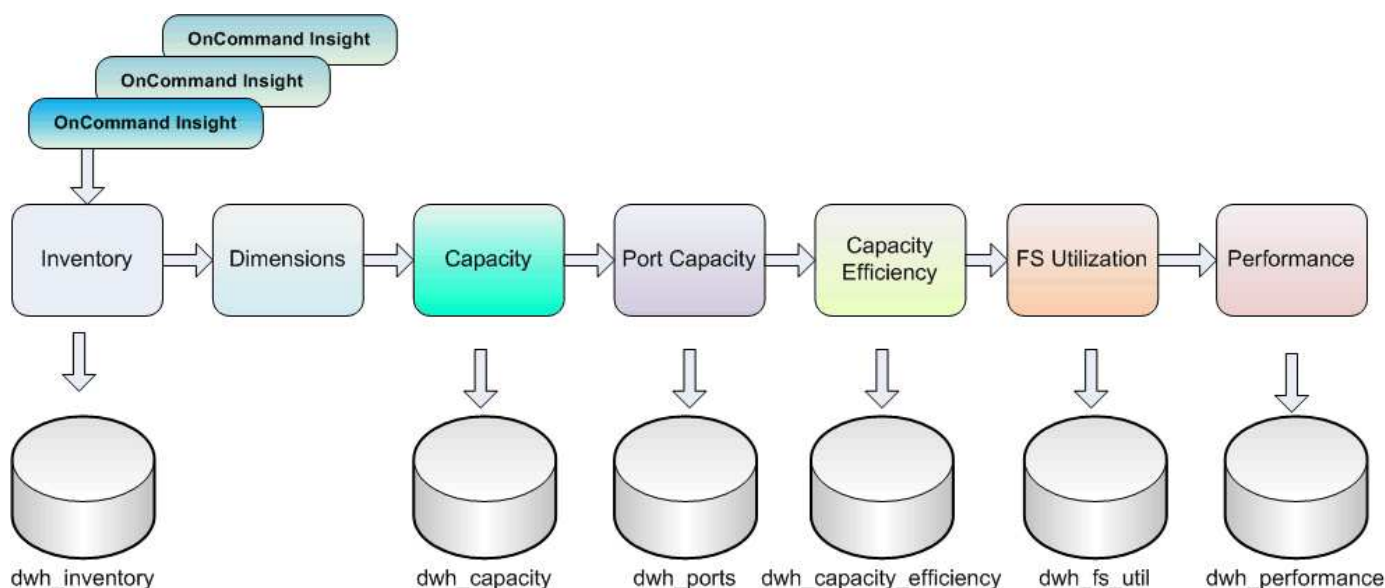 OnCommand Insight
OnCommand Insight
OnCommand Insight
Inventory
Dimensions
Capacity
Port Capacity
Capacity
Efficiency
FS Utilization
Performance
dwh_inventory
dwh_capacity
dwh_ports
dwh_capacity_efficiency
dwh_fs_util
dwh_performance